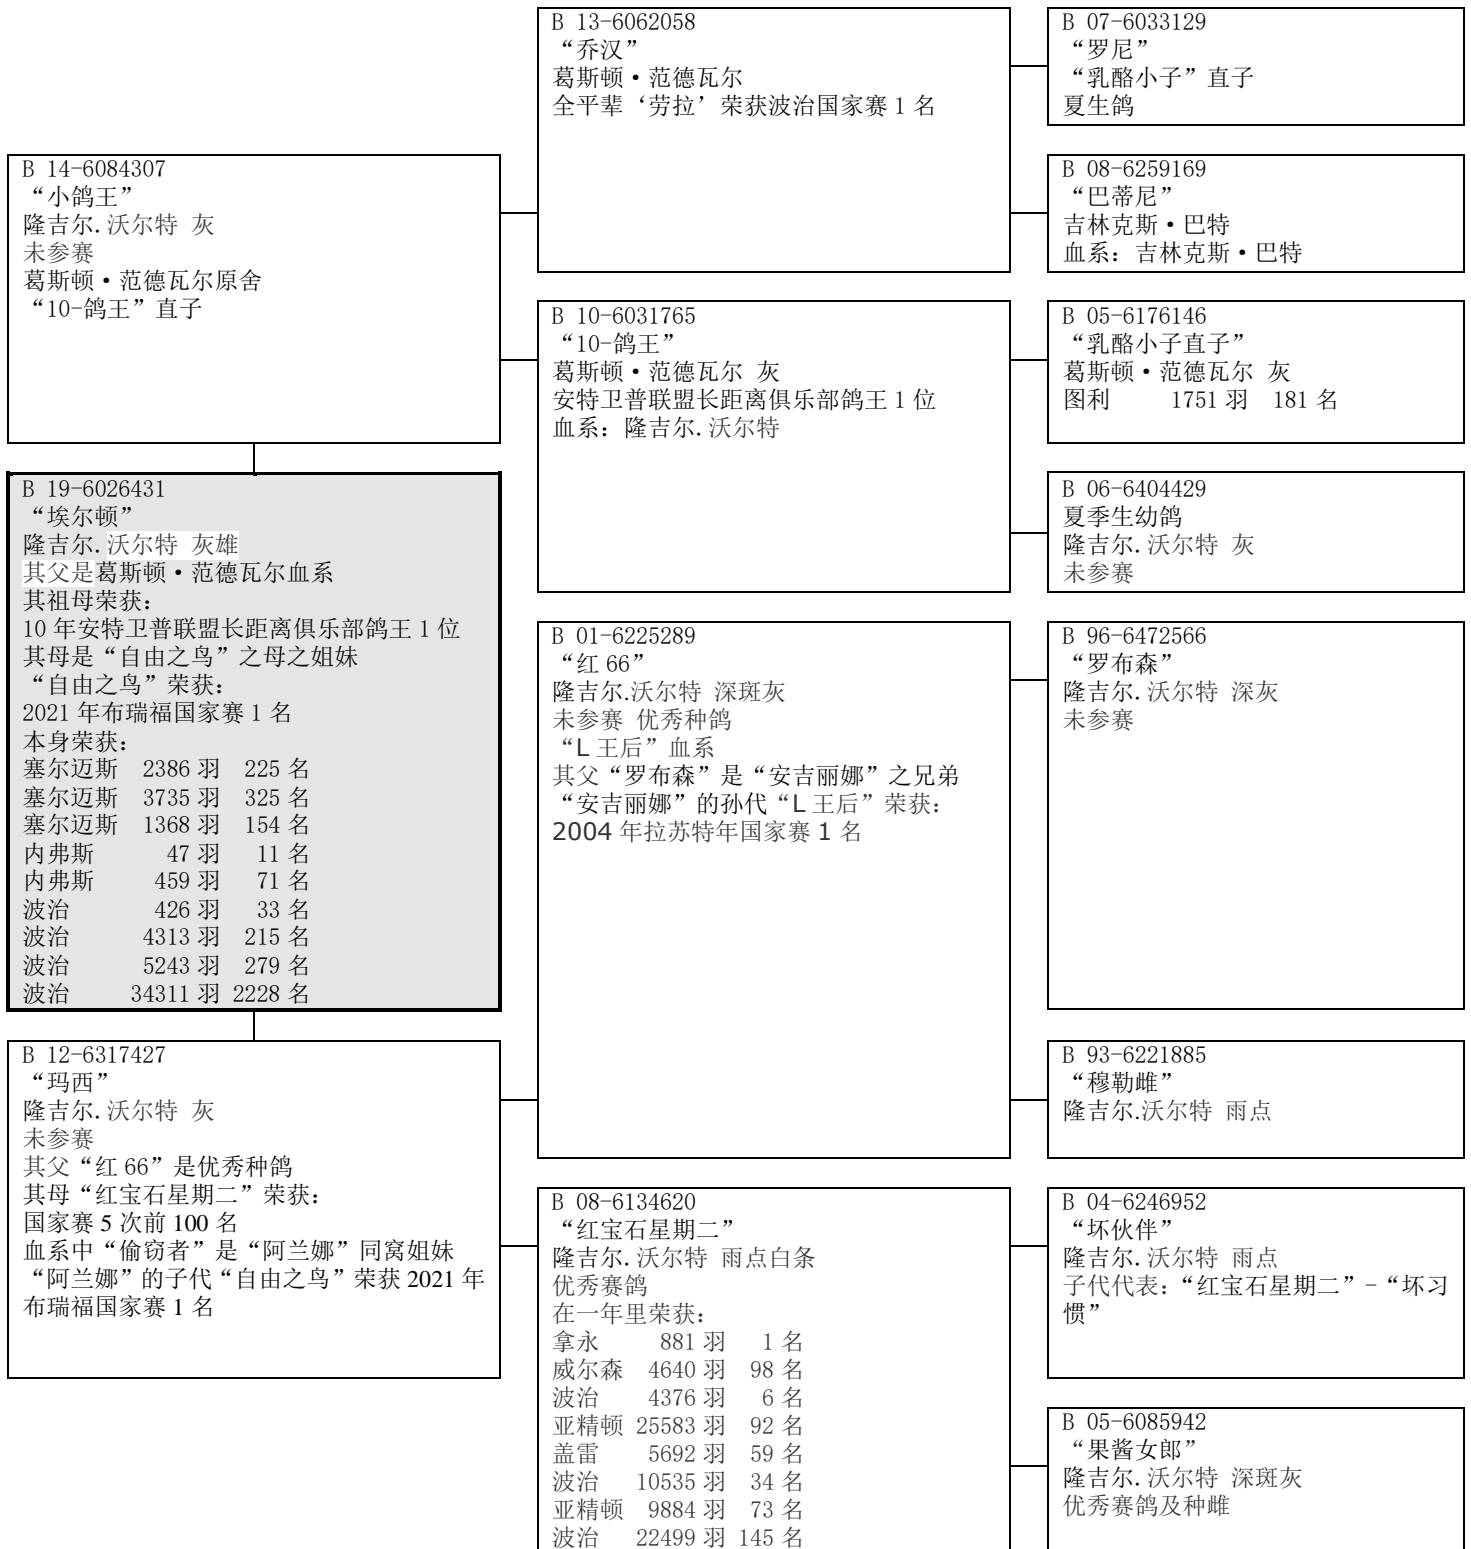 B 14-6084307
“小鸽王”
隆吉尔.沃尔特 灰
未参赛
葛斯顿·范德瓦尔原舍
“10-鸽王”直子
B 19-6026431
“埃尔顿”
隆吉尔.沃尔特 灰雄
其父是葛斯顿·范德瓦尔血系
其祖母荣获：
10 年安特卫普联盟长距离俱乐部鸽王 1 位
其母是“自由之鸟”之母之姐妹
“自由之鸟”荣获：
2021 年布瑞福国家赛 1 名
本身荣获：
塞尔迈斯 2386 羽 225 名
塞尔迈斯 3735 羽 325 名
塞尔迈斯 1368 羽 154 名
内弗斯 47 羽 11 名
内弗斯 459 羽 71 名
波治 426 羽 33 名
波治 4313 羽 215 名
波治 5243 羽 279 名
波治 34311 羽 2228 名
B 12-6317427
“玛西”
隆吉尔.沃尔特 灰
未参赛
其父“红 66”是优秀种鸽
其母“红宝石星期二”荣获：
国家赛 5 次前 100 名
血系中“偷窃者”是“阿兰娜”同窝姐妹
“阿兰娜”的子代“自由之鸟”荣获 2021 年
布瑞福国家赛 1 名
B 13-6062058
“乔汉”
葛斯顿·范德瓦尔
全平辈‘劳拉’荣获波治国家赛 1 名
B 10-6031765
“10-鸽王”
葛斯顿·范德瓦尔 灰
安特卫普联盟长距离俱乐部鸽王 1 位
血系：隆吉尔.沃尔特
B 01-6225289
“红 66”
隆吉尔.沃尔特 深斑灰
未参赛 优秀种鸽
“L 王后”血系
其父“罗布森”是“安吉丽娜”之兄弟
“安吉丽娜”的孙代“L 王后”荣获：
2004 年拉苏特年国家赛 1 名
B 08-6134620
“红宝石星期二”
隆吉尔.沃尔特 雨点白条
优秀赛鸽
在一年里荣获：
拿永 881 羽 1 名
威尔森 4640 羽 98 名
波治 4376 羽 6 名
亚精顿 25583 羽 92 名
盖雷 5692 羽 59 名
波治 10535 羽 34 名
亚精顿 9884 羽 73 名
波治 22499 羽 145 名
B 07-6033129
“罗尼”
“乳酪小子”直子
夏生鸽
B 08-6259169
“巴蒂尼”
吉林克斯·巴特
血系：吉林克斯·巴特
B 05-6176146
“乳酪小子直子”
葛斯顿·范德瓦尔 灰
图利 1751 羽 181 名
B 06-6404429
夏季生幼鸽
隆吉尔.沃尔特 灰
未参赛
B 96-6472566
“罗布森”
隆吉尔.沃尔特 深灰
未参赛
B 93-6221885
“穆勒雌”
隆吉尔.沃尔特 雨点
B 04-6246952
“坏伙伴”
隆吉尔.沃尔特 雨点
子代代表：“红宝石星期二”-“坏习
惯”
B 05-6085942
“果酱女郎”
隆吉尔.沃尔特 深斑灰
优秀赛鸽及种雌